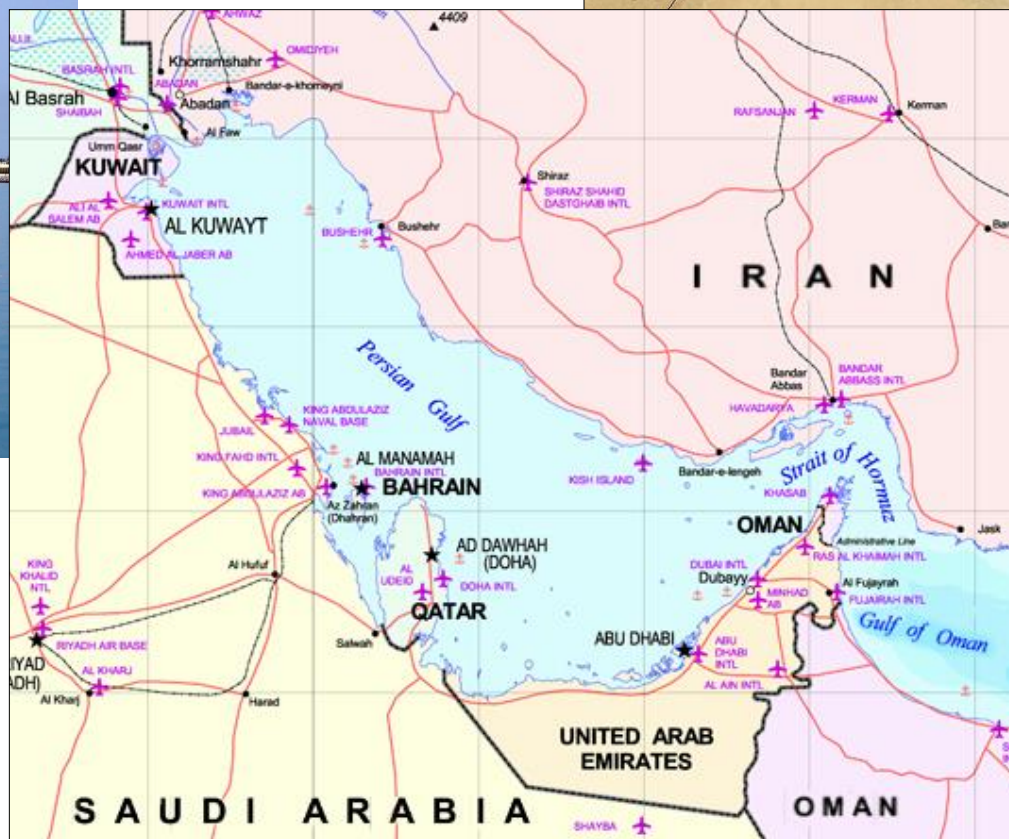 4409
AHWAZ
OMIDIYEH
Khorramshahr
BASRAH INTL
ABADAN
Bandar-e-khomeyni
Al Basrah
Abadan
SHAIBAH
RAFSANJAN
KERMAN
Kerman
Al Faw
Umm Qasr
KUWAIT
Shiraz
SHIRAZ SHAHID
DASTGHAIB INTL
KUWAIT INTL
ALI AL
SALEM AB
AL KUWAYT
Bushehr
BUSHEHR
AHMED AL JABER AB
IRAN
Persian Gulf
Bandar
Abbas
BANDAR
ABBASS INTL
HAVADARYA
KING ABDULAZIZ
NAVAL BASE
JUBAIL
AL MANAMAH
KING FAHD INTL
BAHRAIN INTL
KING ABDULAZIZ AB
BAHRAIN
Az Zahran
(Dhahran)
KISH ISLAND
Bandar-e-lengeh
Strait of Hormuz
KHASAB
OMAN
Jask
Administrative Line
RAS AL KHAIMAH INTL
AD DAWHAH
(DOHA)
AL
UDEID
DOHA INTL
QATAR
DUBAI INTL
Dubayy
MINHAD
AB
Al Fujayrah
FUJAIRAH INTL
Gulf of Oman
KING
KHALID
NTL
Al Hufuf
Salwah
RIYADH AIR BASE
RIYAD
ADH)
AL KHARJ
Al Kharj
Harad
ABU DHABI
ABU
DHABI
INTL
AL AIN INTL
UNITED ARAB
EMIRATES
SAUDI ARABIA
OMAN
SHAYBA